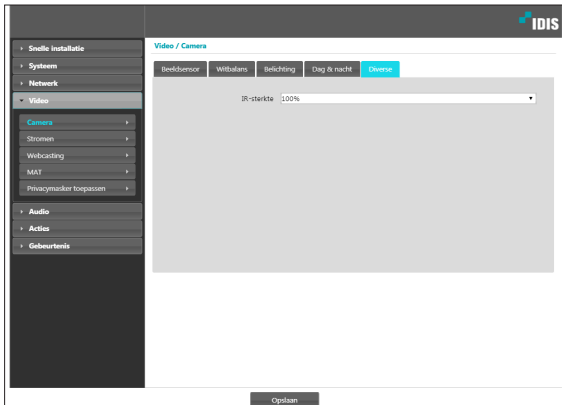 IDIS
Snelle installatie
Systeem
Netwerk
Video
Camera
Stromen
Webcasting
MAT
Privacymasker toepassen
Audio
Acties
Gebeurtenis
Video / Camera
Beeldsensor Witbalans Belichting Dag & nacht Diverse
IR-sterkte 100%
Opslaan